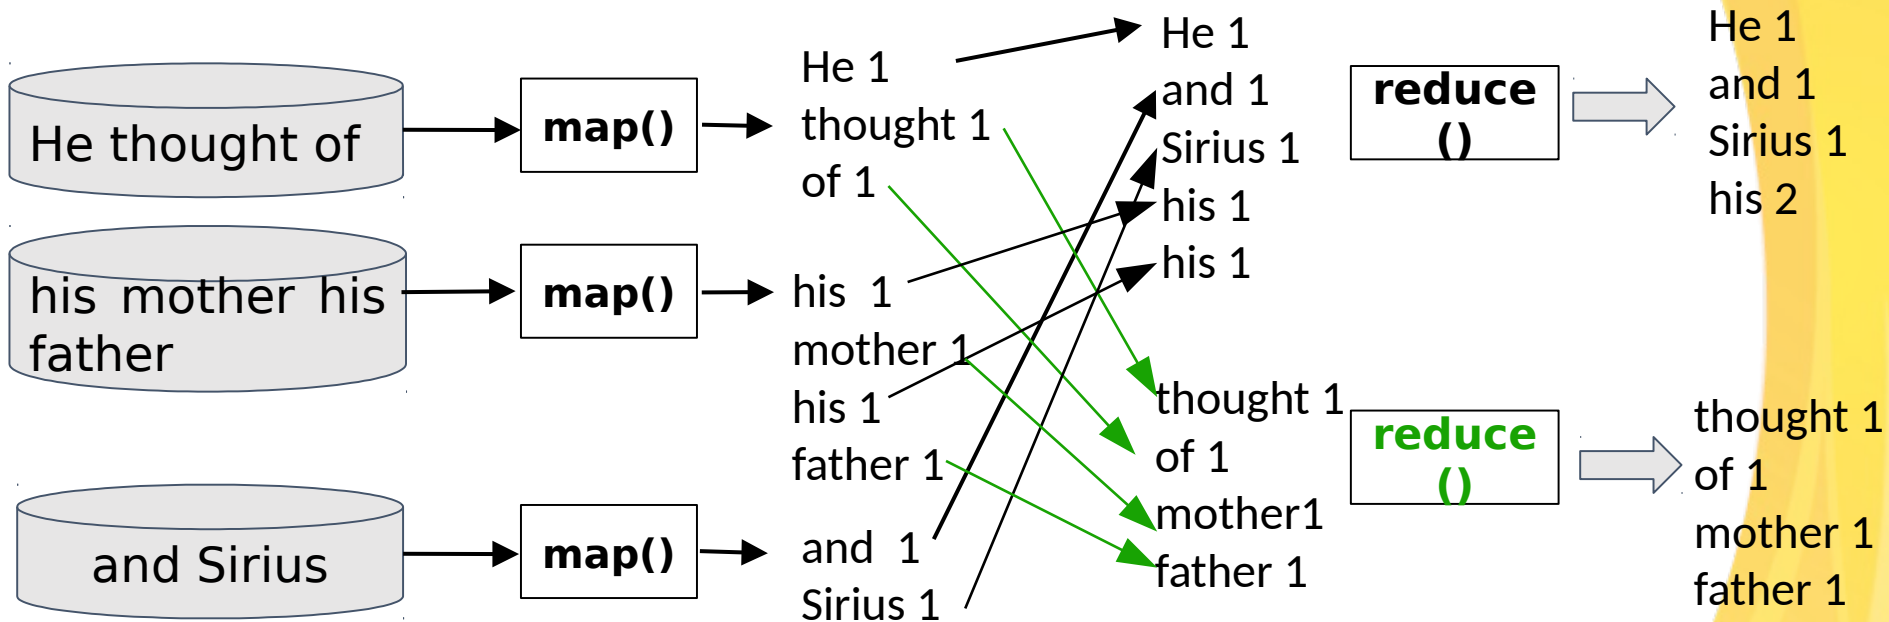 He thought of
map()
He 1
thought 1
of 1
his mother his
father
map()
his 1
mother 1
his 1
father 1
and Sirius
map()
and 1
Sirius 1
He 1
and 1
Sirius 1
his 1
his 1
reduce
()
He 1
and 1
Sirius 1
his 2
thought 1
of 1
mother1
father 1
reduce
()
thought 1
of 1
mother 1
father 1